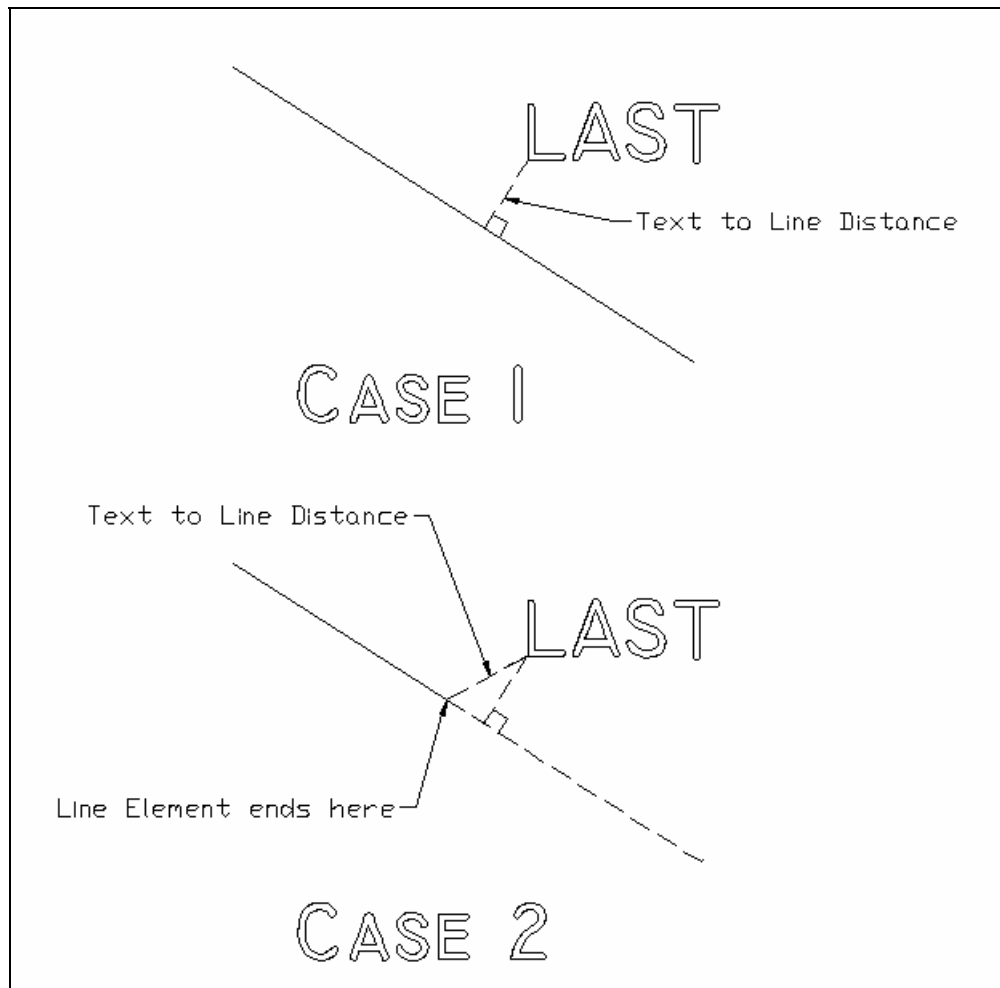 LAST
Text to Line Distance
CASE 1
Text to Line Distance
LAST
Line Element ends here
CASE 2